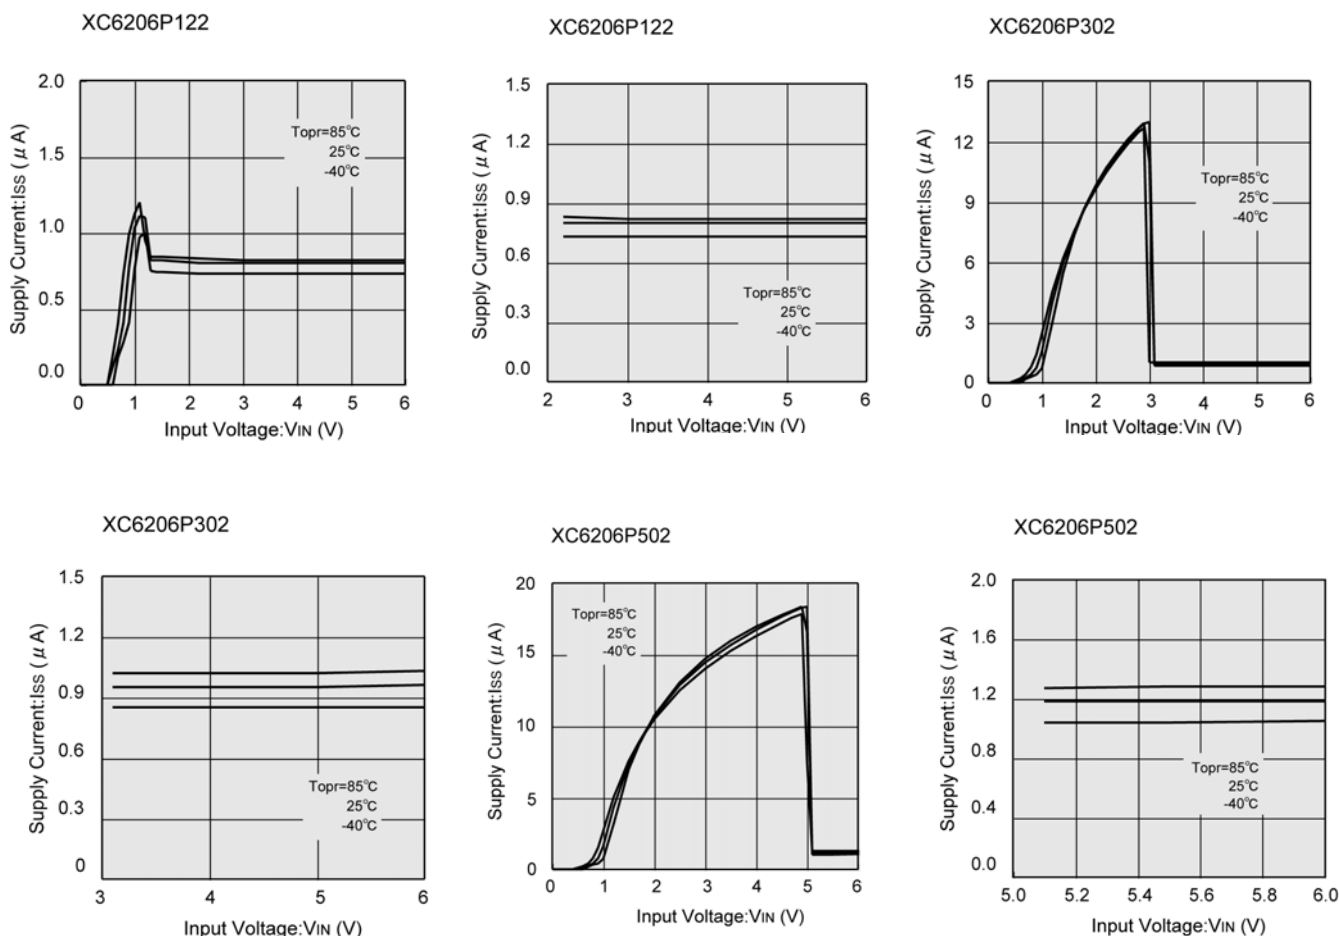 XC6206P122
2.0
1.5
1.0
0.5
0.0
Supply Current:Iss (μA)
Topr=85℃
25℃
-40℃
0 1 2 3 4 5 6
Input Voltage:VIN (V)
XC6206P122
1.5
1.2
0.9
0.6
0.3
0.0
Supply Current:Iss (μA)
Topr=85℃
25℃
-40℃
2 3 4 5 6
Input Voltage:VIN (V)
XC6206P302
15
12
9
6
3
0
Supply Current:Iss (μA)
Topr=85℃
25℃
-40℃
0 1 2 3 4 5 6
Input Voltage:VIN (V)
XC6206P302
1.5
1.2
0.9
0.6
0.3
0
Supply Current:Iss (μA)
Topr=85℃
25℃
-40℃
3 4 5 6
Input Voltage:VIN (V)
XC6206P502
20
15
10
5
0
Supply Current:Iss (μA)
Topr=85℃
25℃
-40℃
0 1 2 3 4 5 6
Input Voltage:VIN (V)
XC6206P502
2.0
1.6
1.2
0.8
0.4
0.0
Supply Current:Iss (μA)
Topr=85℃
25℃
-40℃
5.0 5.2 5.4 5.6 5.8 6.0
Input Voltage:VIN (V)